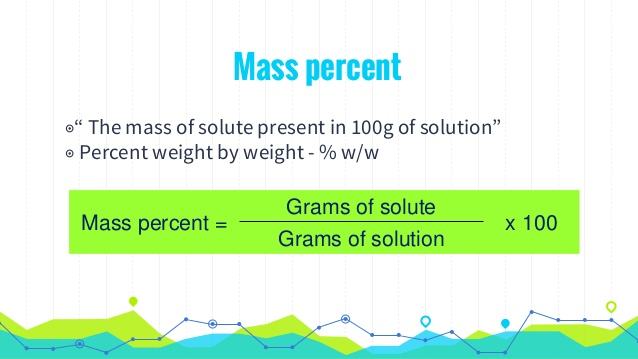 Mass percent
“ The mass of solute present in 100g of solution”
Percent weight by weight - % w/w
Grams of solute
Mass percent = x 100
Grams of solution